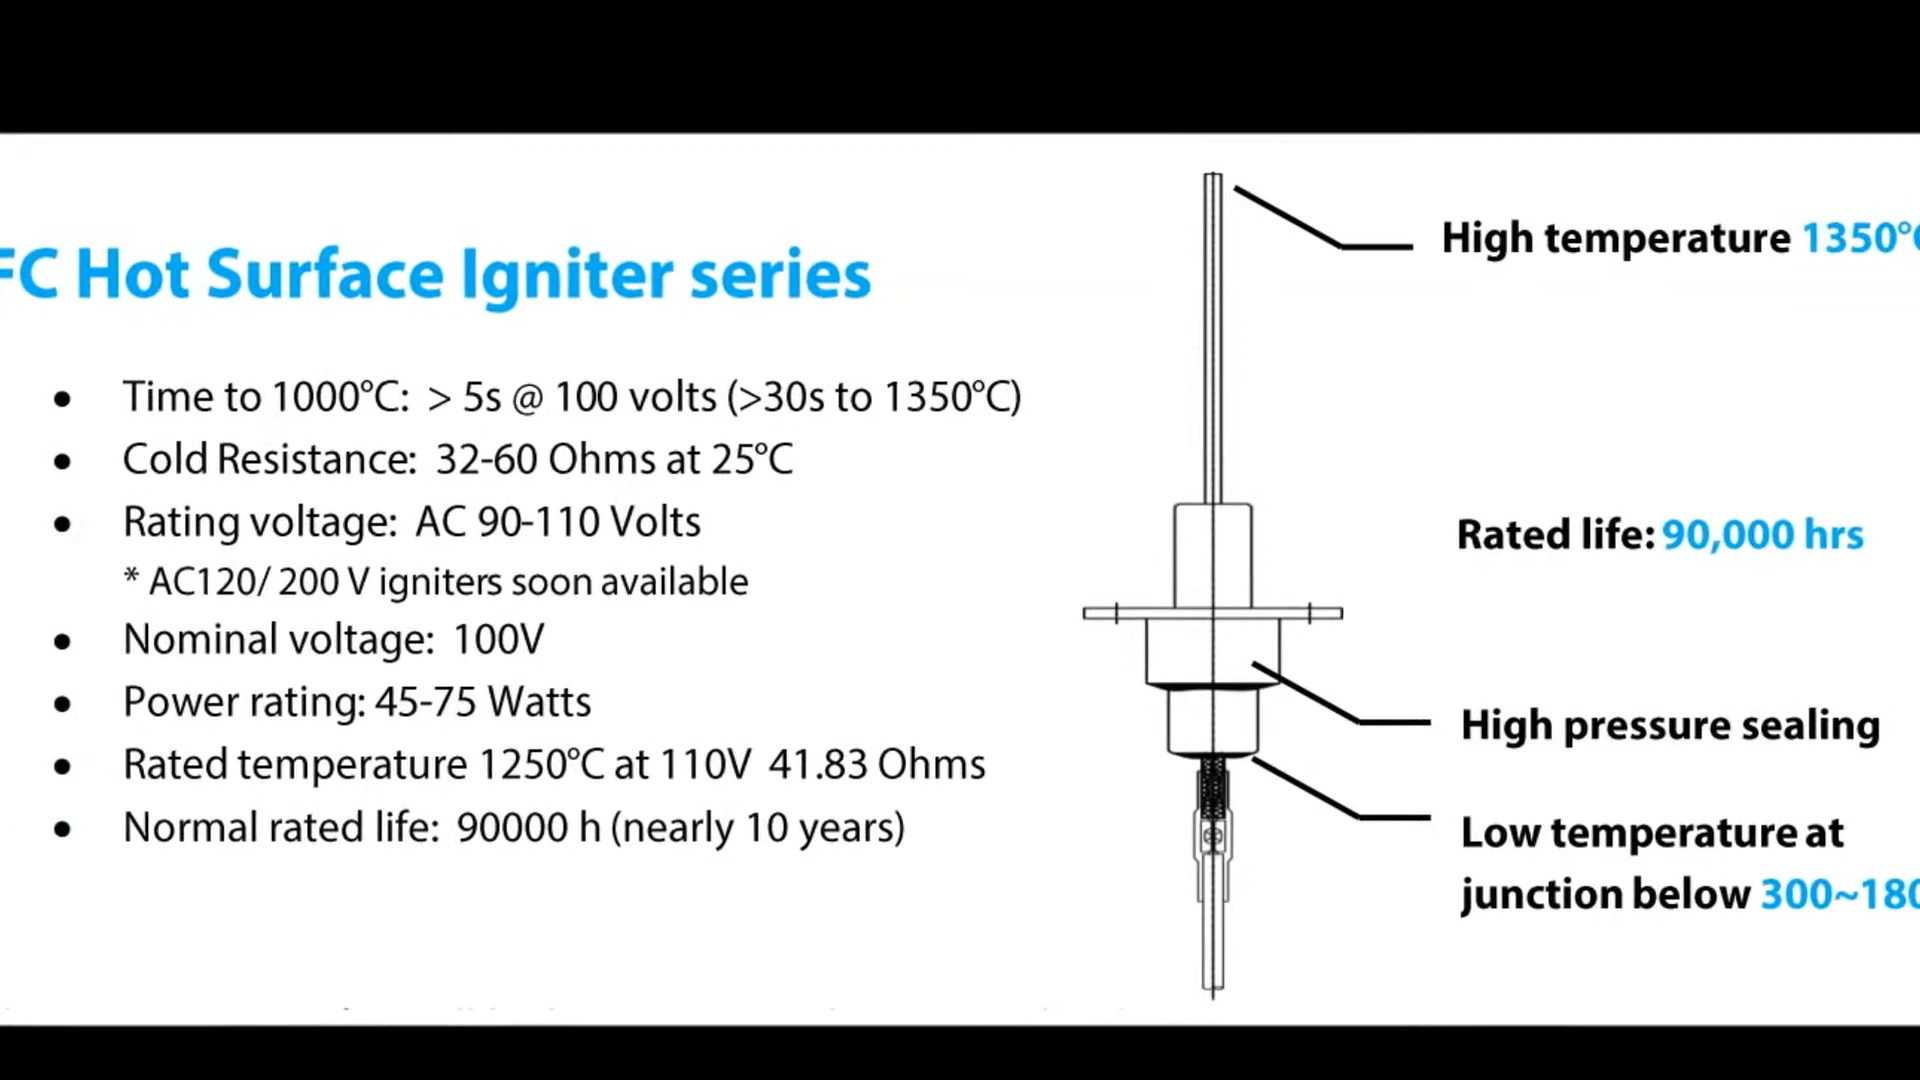 FC Hot Surface Igniter series
• Time to 1000°C: > 5s @ 100 volts (>30s to 1350°C)
• Cold Resistance: 32-60 Ohms at 25°C
• Rating voltage: AC 90-110 Volts
* AC120/ 200 V igniters soon available
• Nominal voltage: 100V
• Power rating: 45-75 Watts
• Rated temperature 1250°C at 110V 41.83 Ohms
• Normal rated life: 90000 h (nearly 10 years)
High temperature 1350°C
Rated life: 90,000 hrs
High pressure sealing
Low temperature at
junction below 300~180